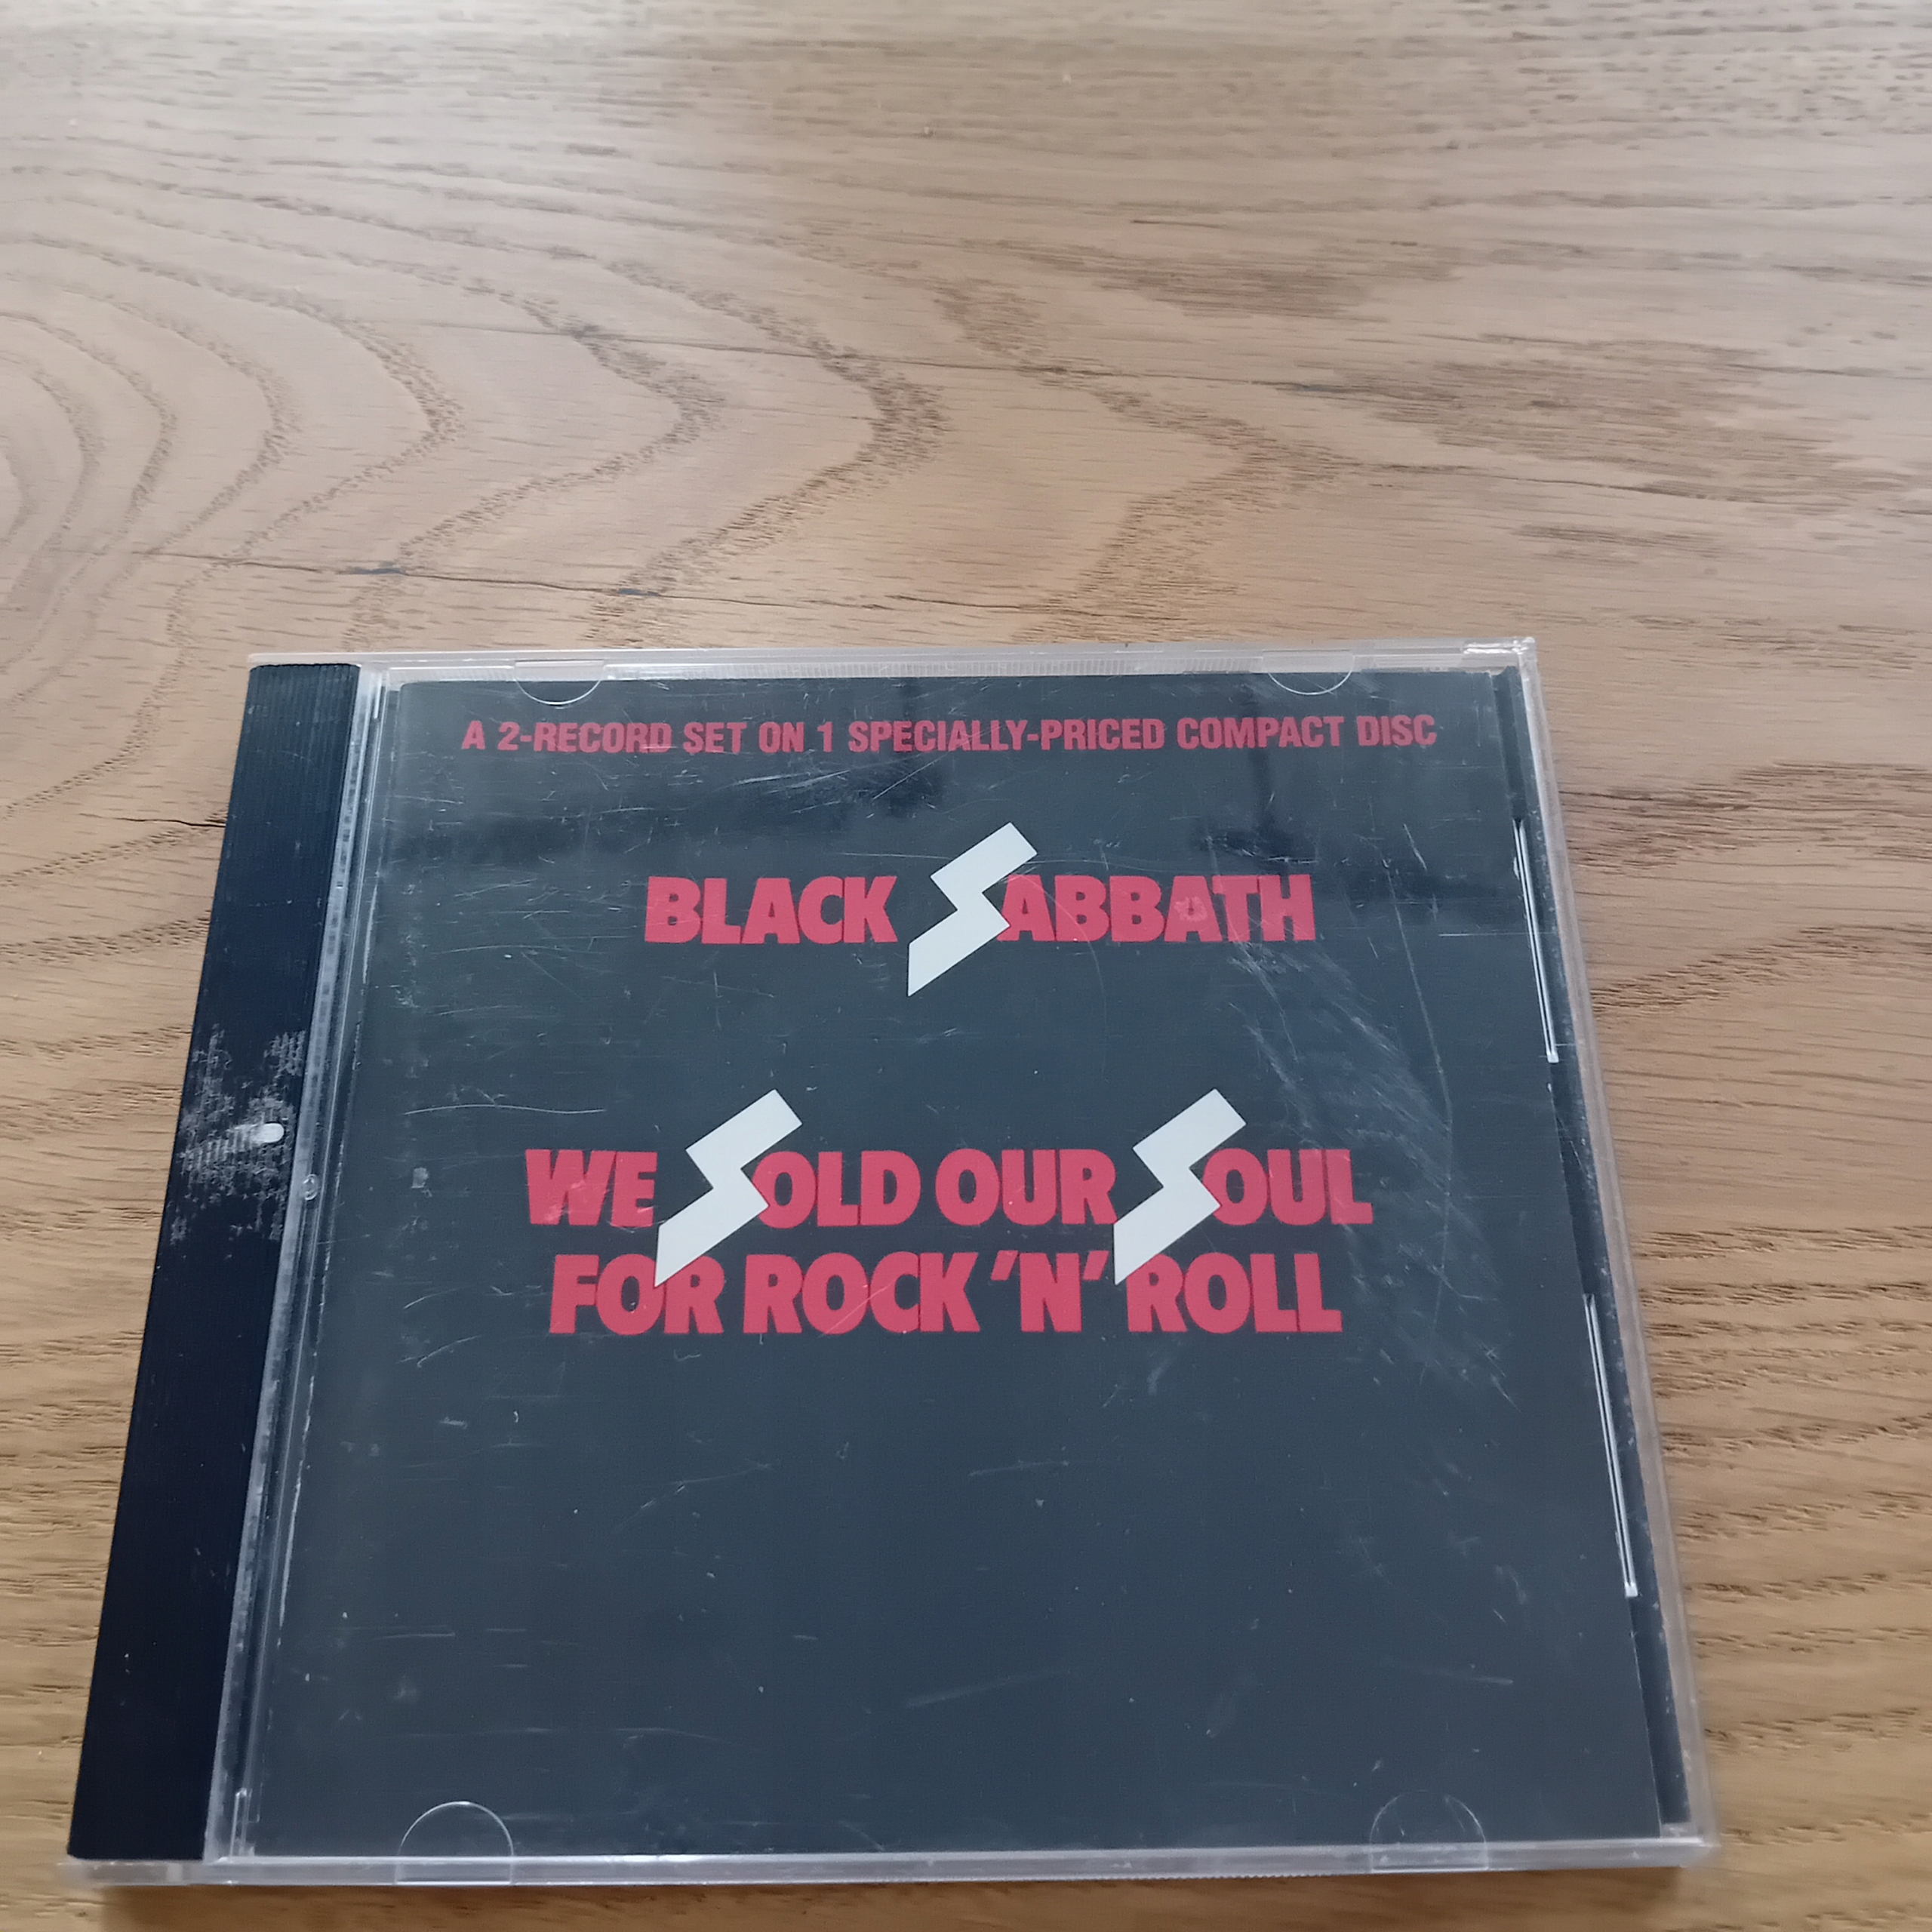 A 2-RECORD SET ON 1 SPECIALLY-PRICED COMPACT DISC
BLACK SABBATH
WE SOLD OUR SOUL
FOR ROCK 'N' ROLL